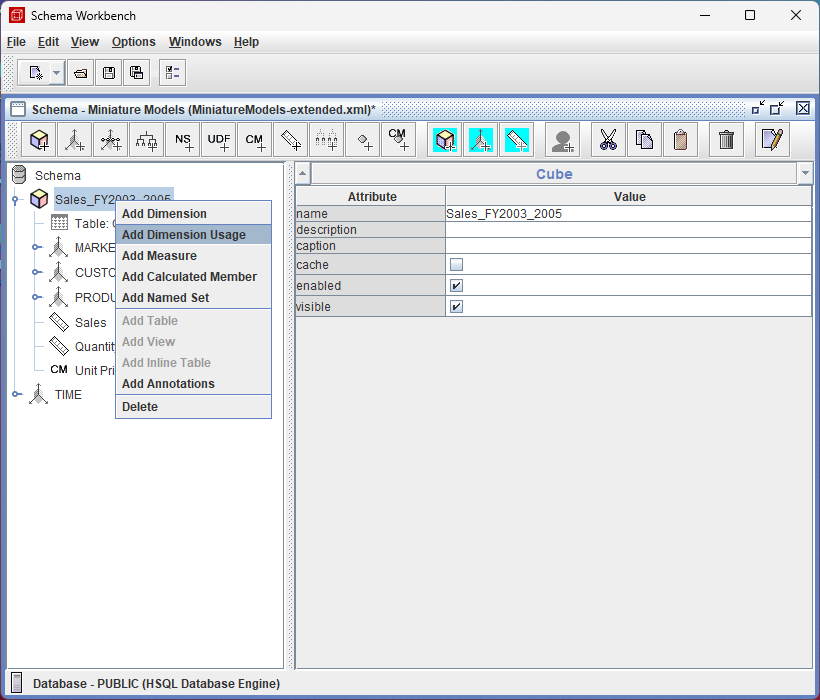 Schema Workbench
File Edit View Options Windows Help
Schema - Miniature Models (MiniatureModels-extended.xml)*
NS UDF CM CM
Schema
Sales_FY2003_2005
Table:
MARKE
CUSTO
PRODU
Sales
Quantit
CM Unit Pri
TIME
Add Dimension
Add Dimension Usage
Add Measure
Add Calculated Member
Add Named Set
Add Table
Add View
Add Inline Table
Add Annotations
Delete
Cube
Attribute Value
name Sales_FY2003_2005
description
caption
cache
enabled
visible
Database - PUBLIC (HSQL Database Engine)